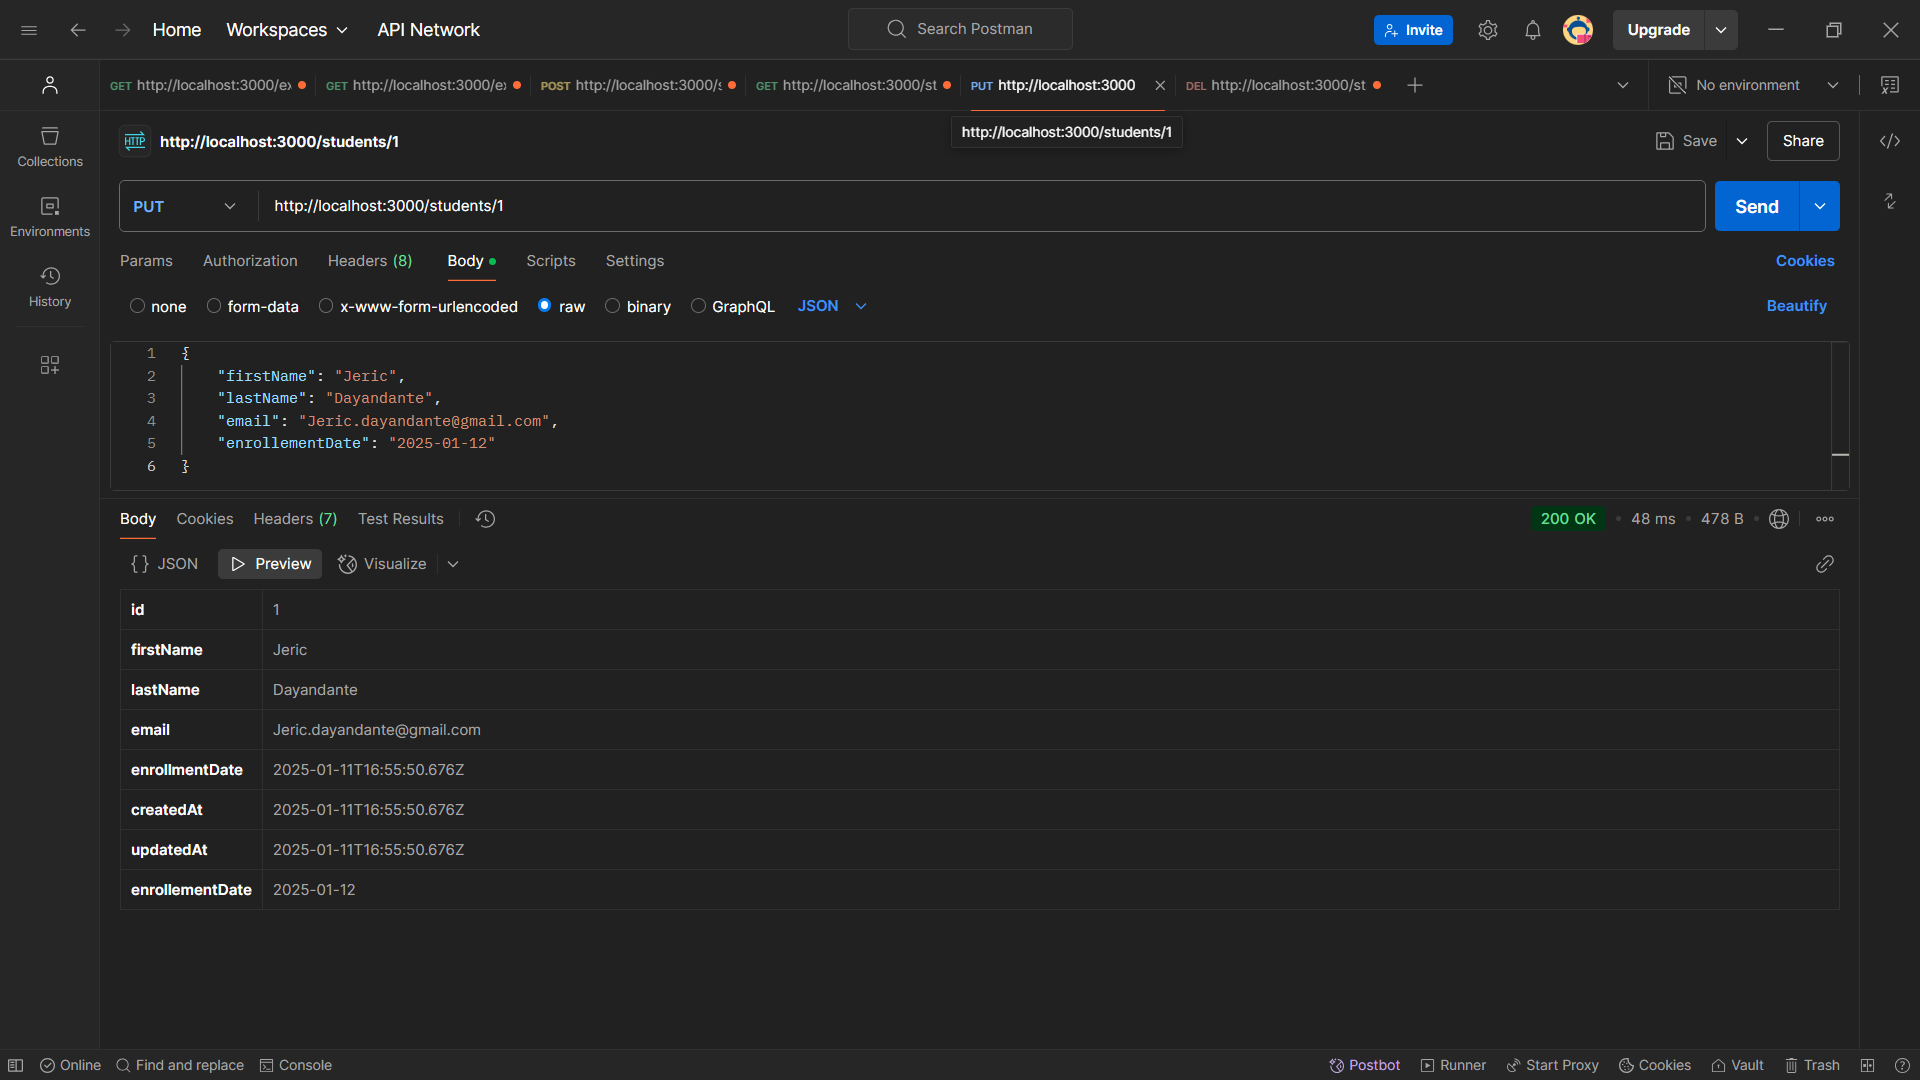 Home Workspaces API Network Search Postman Invite Upgrade
GET http://localhost:3000/ex GET http://localhost:3000/ex POST http://localhost:3000/s GET http://localhost:3000/st PUT http://localhost:3000 DEL http://localhost:3000/st No environment
http://localhost:3000/students/1
HTTP http://localhost:3000/students/1 Save Share
Collections
PUT http://localhost:3000/students/1 Send
Environments
Params Authorization Headers (8) Body Scripts Settings Cookies
History
none form-data x-www-form-urlencoded raw binary GraphQL JSON Beautify
1 {
2 "firstName": "Jeric",
3 "lastName": "Dayandante",
4 "email": "Jeric.dayandante@gmail.com",
5 "enrollementDate": "2025-01-12"
6 }
Body Cookies Headers (7) Test Results 200 OK 48 ms 478 B
{} JSON Preview Visualize
id 1
firstName Jeric
lastName Dayandante
email Jeric.dayandante@gmail.com
enrollmentDate 2025-01-11T16:55:50.676Z
createdAt 2025-01-11T16:55:50.676Z
updatedAt 2025-01-11T16:55:50.676Z
enrollementDate 2025-01-12
Online Find and replace Console Postbot Runner Start Proxy Cookies Vault Trash